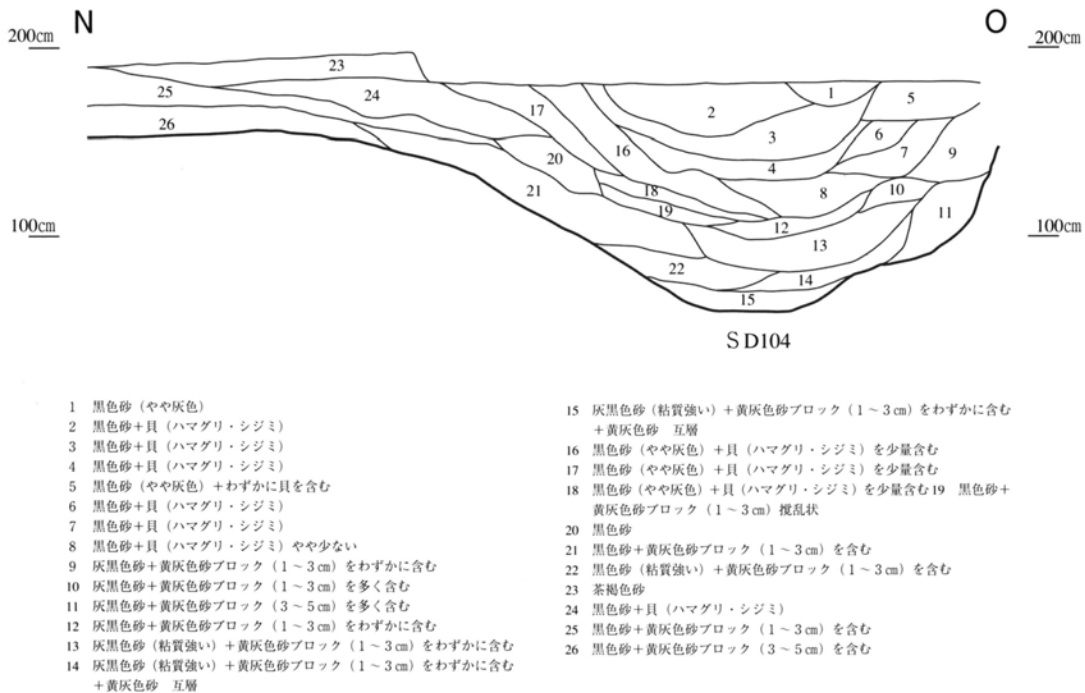 N
O
200cm
200cm
100cm
100cm
23
25
24
26
17
16
20
21
18
19
22
2
1
3
4
5
6
7
9
8
10
11
12
13
14
15
SD104
1 黒色砂（やや灰色）
2 黒色砂＋貝（ハマグリ・シジミ）
3 黒色砂＋貝（ハマグリ・シジミ）
4 黒色砂＋貝（ハマグリ・シジミ）
5 黒色砂（やや灰色）＋わずかに貝を含む
6 黒色砂＋貝（ハマグリ・シジミ）
7 黒色砂＋貝（ハマグリ・シジミ）
8 黒色砂＋貝（ハマグリ・シジミ）やや少ない
9 灰黒色砂＋黄灰色砂ブロック（1～3㎝）をわずかに含む
10 灰黒色砂＋黄灰色砂ブロック（1～3㎝）を多く含む
11 灰黒色砂＋黄灰色砂ブロック（3～5㎝）を多く含む
12 灰黒色砂＋黄灰色砂ブロック（1～3㎝）をわずかに含む
13 灰黒色砂（粘質強い）＋黄灰色砂ブロック（1～3㎝）をわずかに含む
14 灰黒色砂（粘質強い）＋黄灰色砂ブロック（1～3㎝）をわずかに含む
＋黄灰色砂　互層
15 灰黒色砂（粘質強い）＋黄灰色砂ブロック（1～3㎝）をわずかに含む
＋黄灰色砂　互層
16 黒色砂（やや灰色）＋貝（ハマグリ・シジミ）を少量含む
17 黒色砂（やや灰色）＋貝（ハマグリ・シジミ）を少量含む
18 黒色砂（やや灰色）＋貝（ハマグリ・シジミ）を少量含む19　黒色砂＋
黄灰色砂ブロック（1～3㎝）撹乱状
20 黒色砂
21 黒色砂＋黄灰色砂ブロック（1～3㎝）を含む
22 黒色砂（粘質強い）＋黄灰色砂ブロック（1～3㎝）を含む
23 茶褐色砂
24 黒色砂＋貝（ハマグリ・シジミ）
25 黒色砂＋黄灰色砂ブロック（1～3㎝）を含む
26 黒色砂＋黄灰色砂ブロック（3～5㎝）を含む